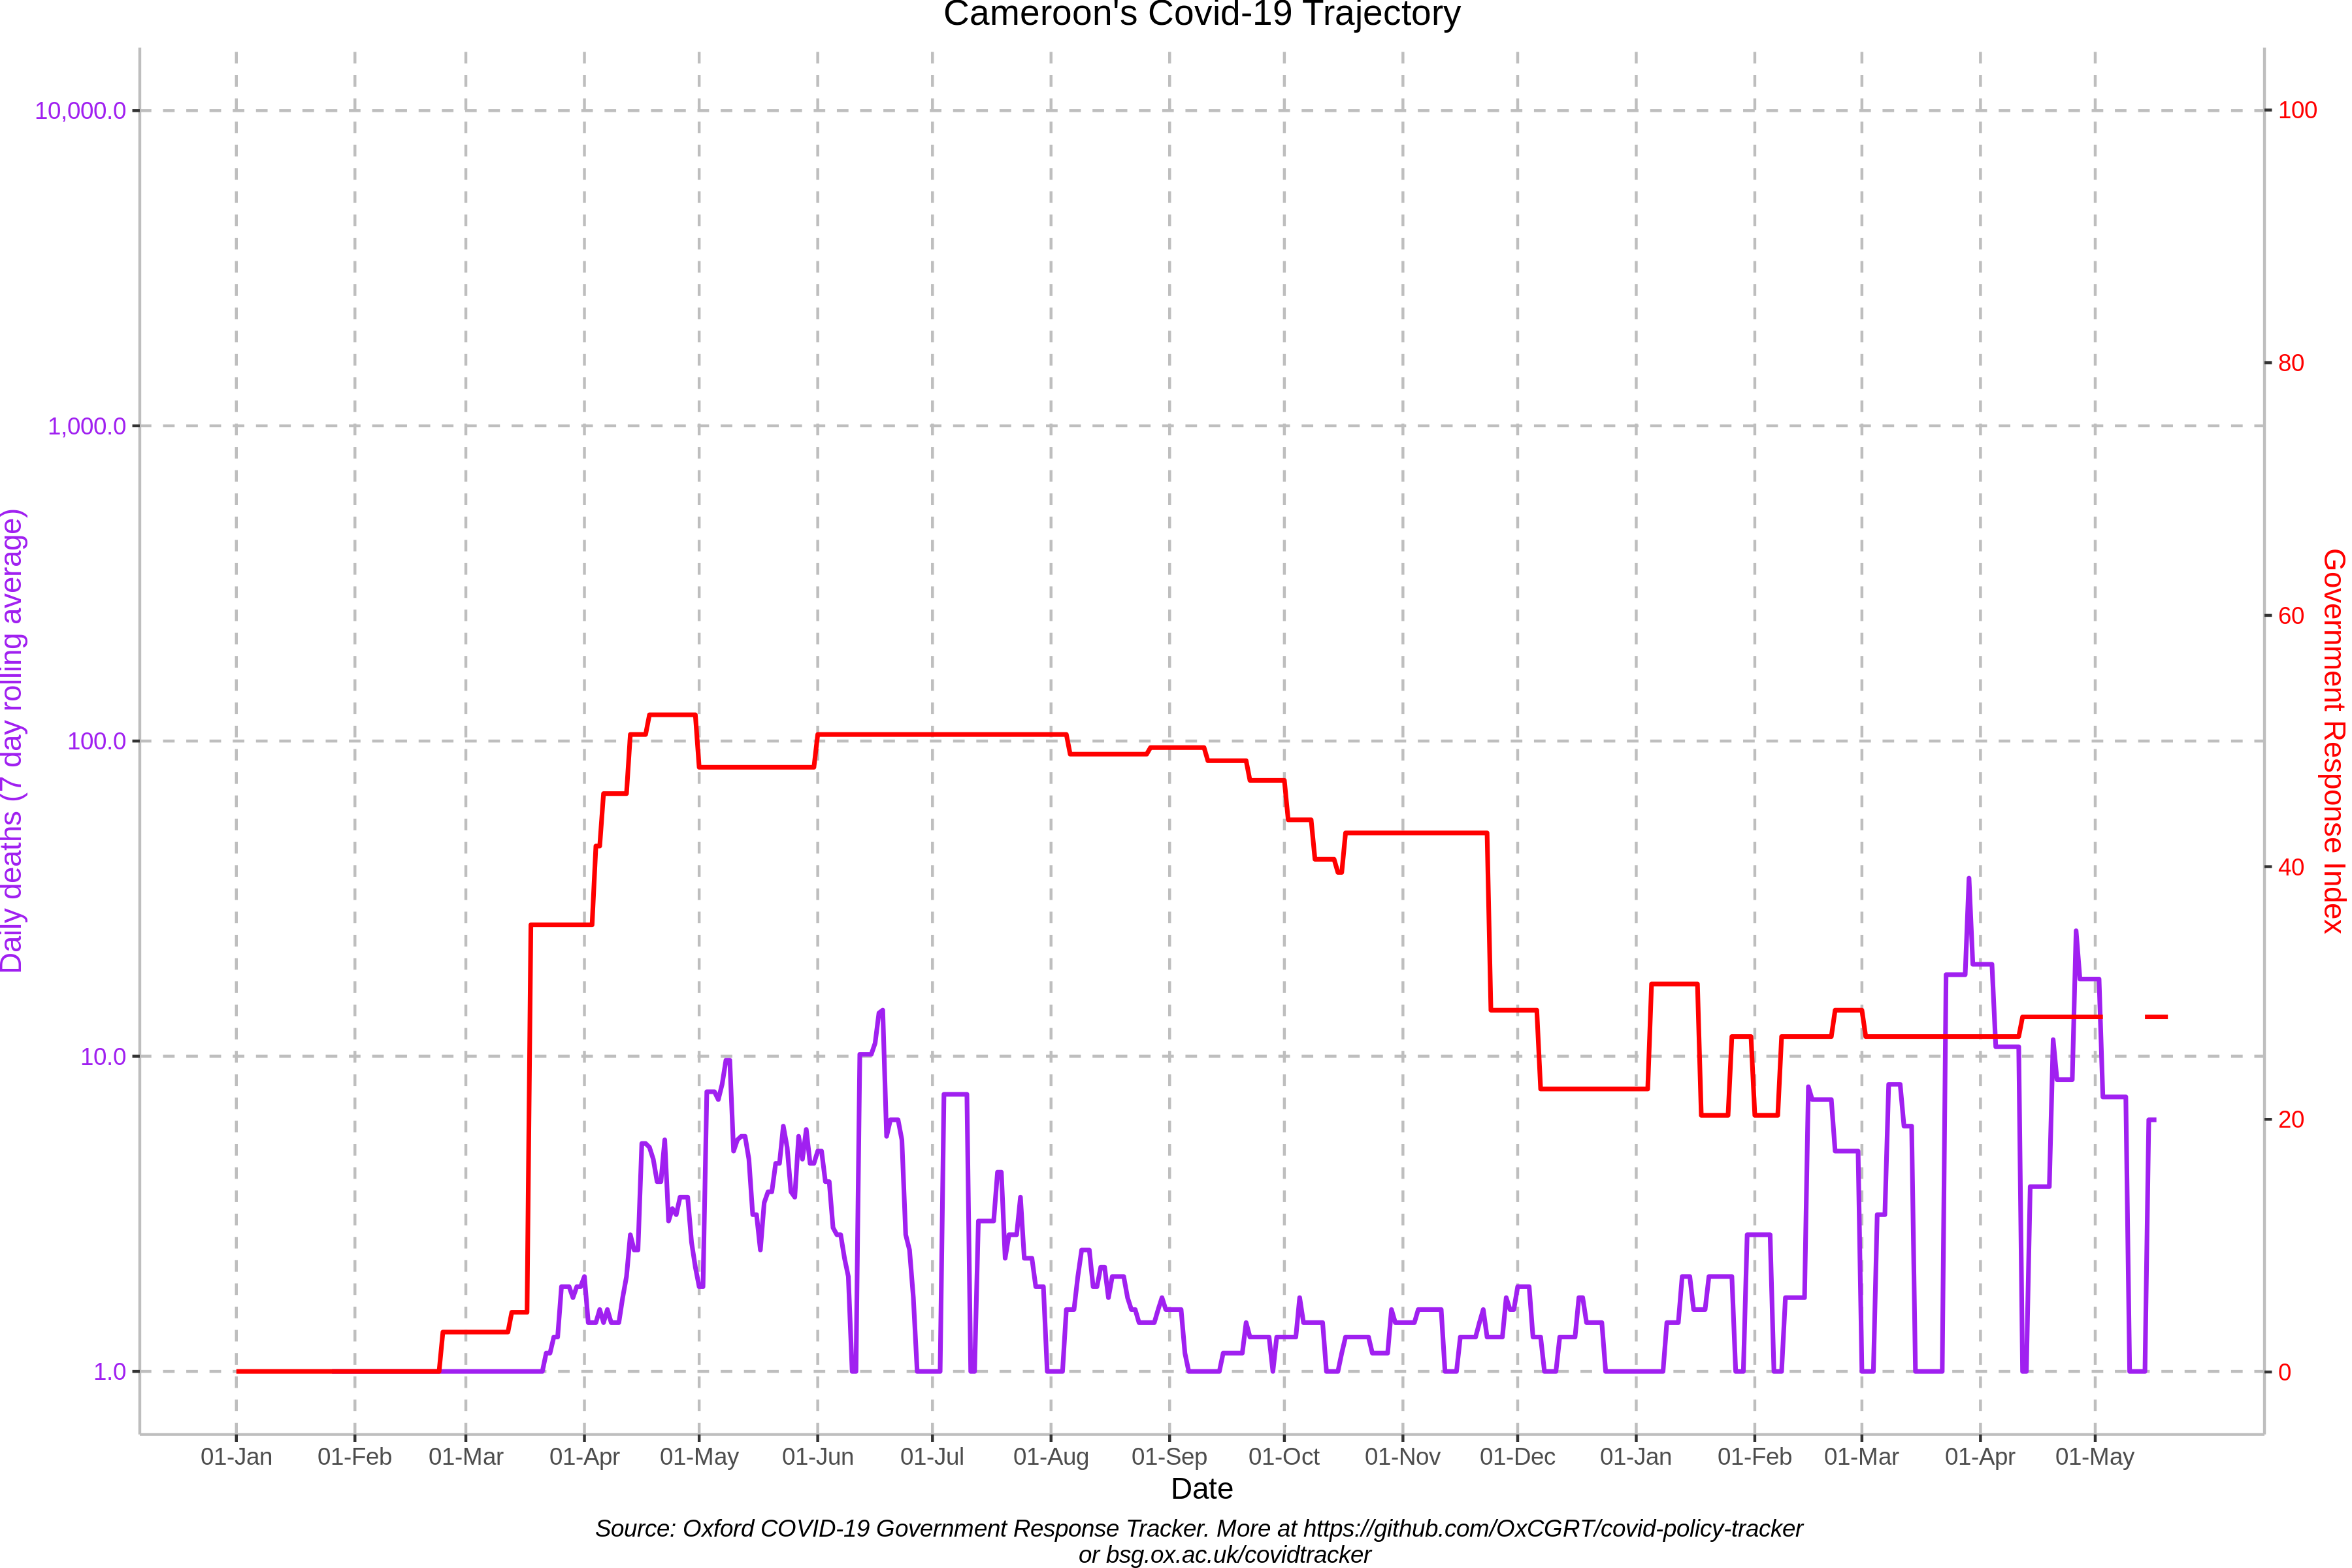 Cameroon's Covid-19 Trajectory
10,000.0
1,000.0
100.0
10.0
1.0
Daily deaths (7 day rolling average)
100
80
60
40
20
0
Government Response Index
01-Jan 01-Feb 01-Mar 01-Apr 01-May 01-Jun 01-Jul 01-Aug 01-Sep 01-Oct 01-Nov 01-Dec 01-Jan 01-Feb 01-Mar 01-Apr 01-May
Date
Source: Oxford COVID-19 Government Response Tracker. More at https://github.com/OxCGRT/covid-policy-tracker
or bsg.ox.ac.uk/covidtracker